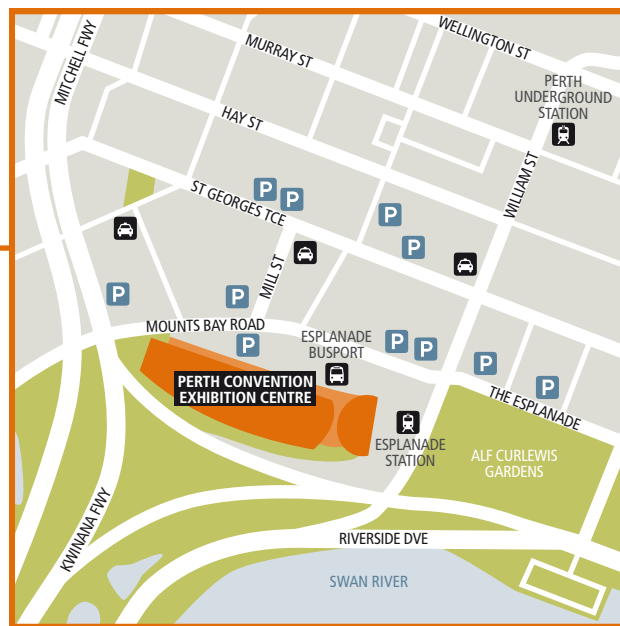 MITCHELL FWY
WELLINGTON ST
MURRAY ST
PERTH
UNDERGROUND
STATION
HAY ST
WILLIAM ST
P
P
ST GEORGES TCE
P
P
MILL ST
P
P
MOUNTS BAY ROAD
P
ESPLANADE
BUSPORT
P
P
P
P
PERTH CONVENTION
EXHIBITION CENTRE
THE ESPLANADE
ESPLANADE
STATION
ALF CURLEWIS
GARDENS
KWINANA FWY
RIVERSIDE DVE
SWAN RIVER